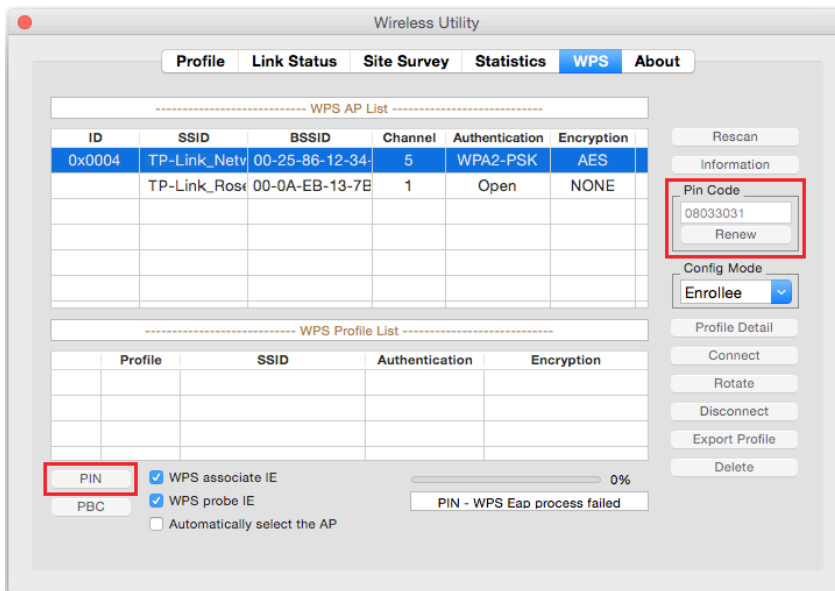 Wireless Utility
Profile Link Status Site Survey Statistics WPS About
---------------------------- WPS AP List ----------------------------
ID SSID BSSID Channel Authentication Encryption
0x0004 TP-Link_Netw 00-25-86-12-34- 5 WPA2-PSK AES
TP-Link_Rose 00-0A-EB-13-7B 1 Open NONE
Rescan
Information
Pin Code
08033031
Renew
Config Mode
Enrollee
---------------------------- WPS Profile List ----------------------------
Profile SSID Authentication Encryption
Profile Detail
Connect
Rotate
Disconnect
Export Profile
Delete
PIN
PBC
WPS associate IE
WPS probe IE
Automatically select the AP
0%
PIN - WPS Eap process failed